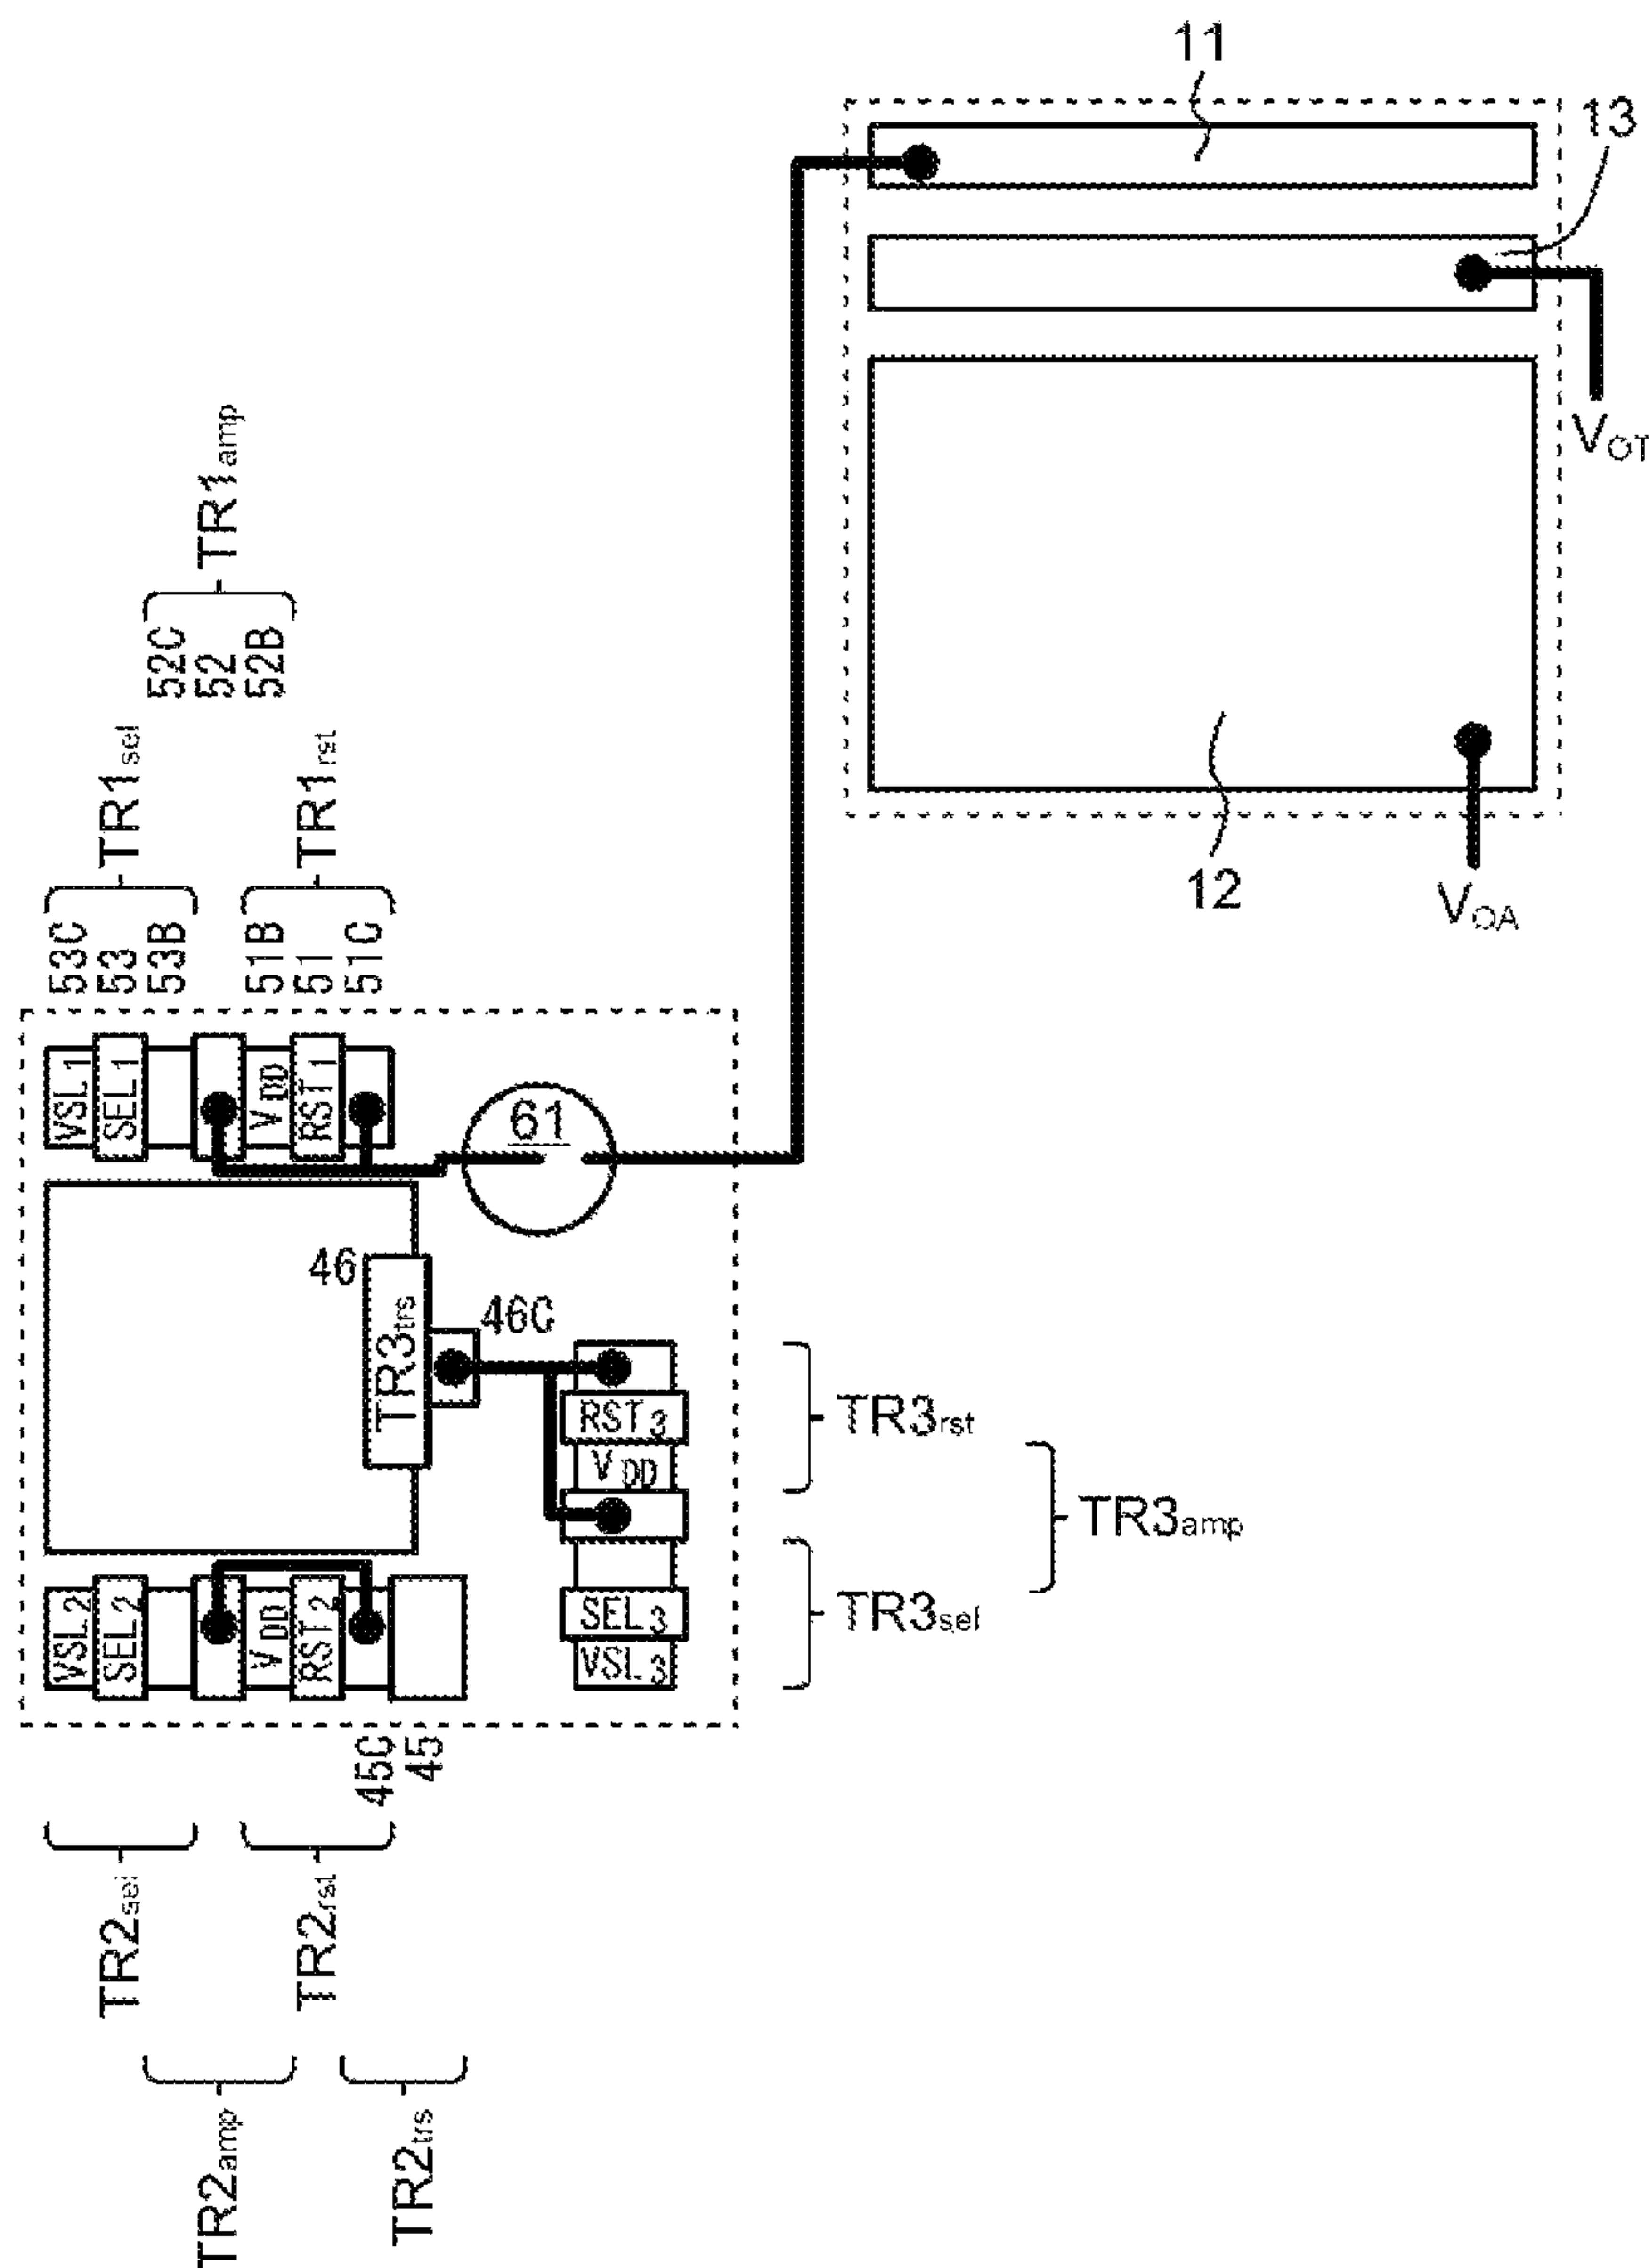 11
13
V_OT
12
V_OA
TR1amp
52C
52
52B
TR1sel
TR1rst
53C
53
53B
51B
51
51C
VSL1
SEL1
VDD
RST1
61
46
TR3trs
46C
RST3
VDD
SEL3
VSL3
TR3rst
TR3amp
TR3sel
VSL2
SEL2
VDD
RST2
45C
45
TR2sel
TR2rst
TR2amp
TR2trs